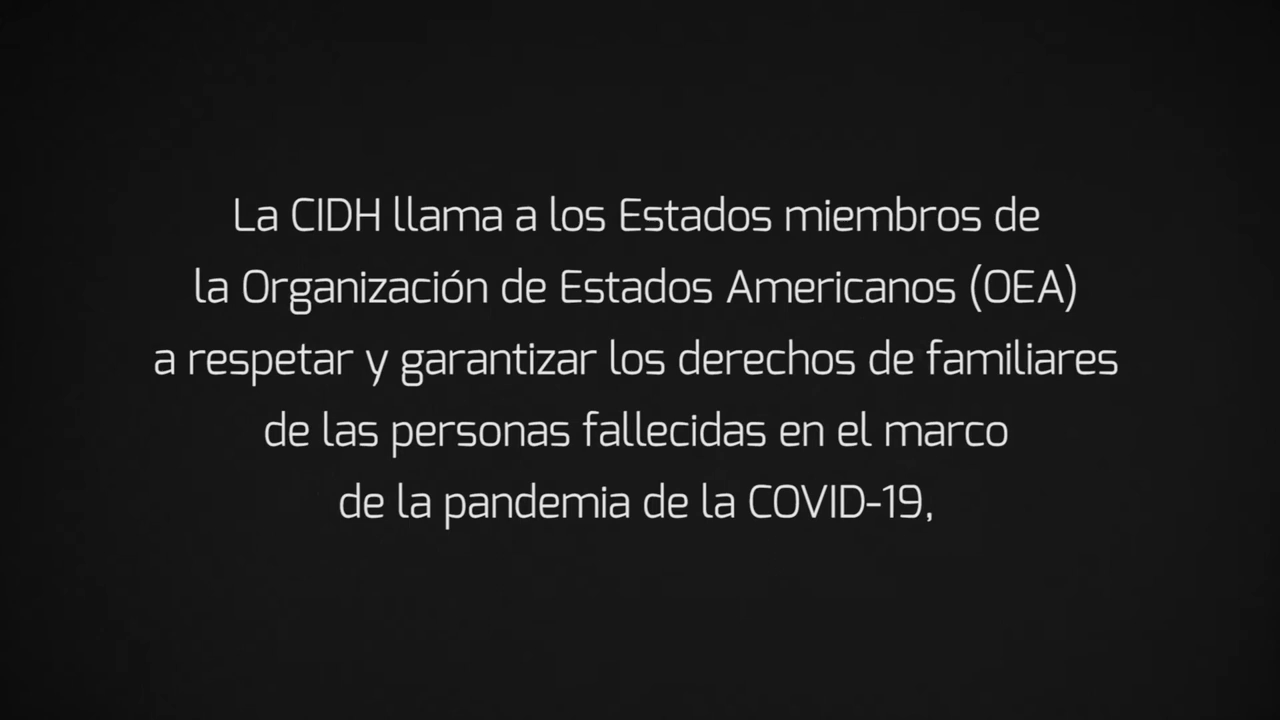 La CIDH llama a los Estados miembros de
la Organización de Estados Americanos (OEA)
a respetar y garantizar los derechos de familiares
de las personas fallecidas en el marco
de la pandemia de la COVID-19,